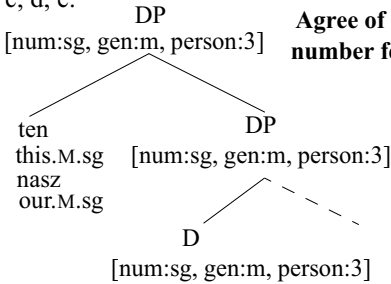 c, d, e.
DP
Agree of
[num:sg, gen:m, person:3]
number fe
ten
this.M.sg
nasz
our.M.sg
DP
[num:sg, gen:m, person:3]
D
[num:sg, gen:m, person:3]